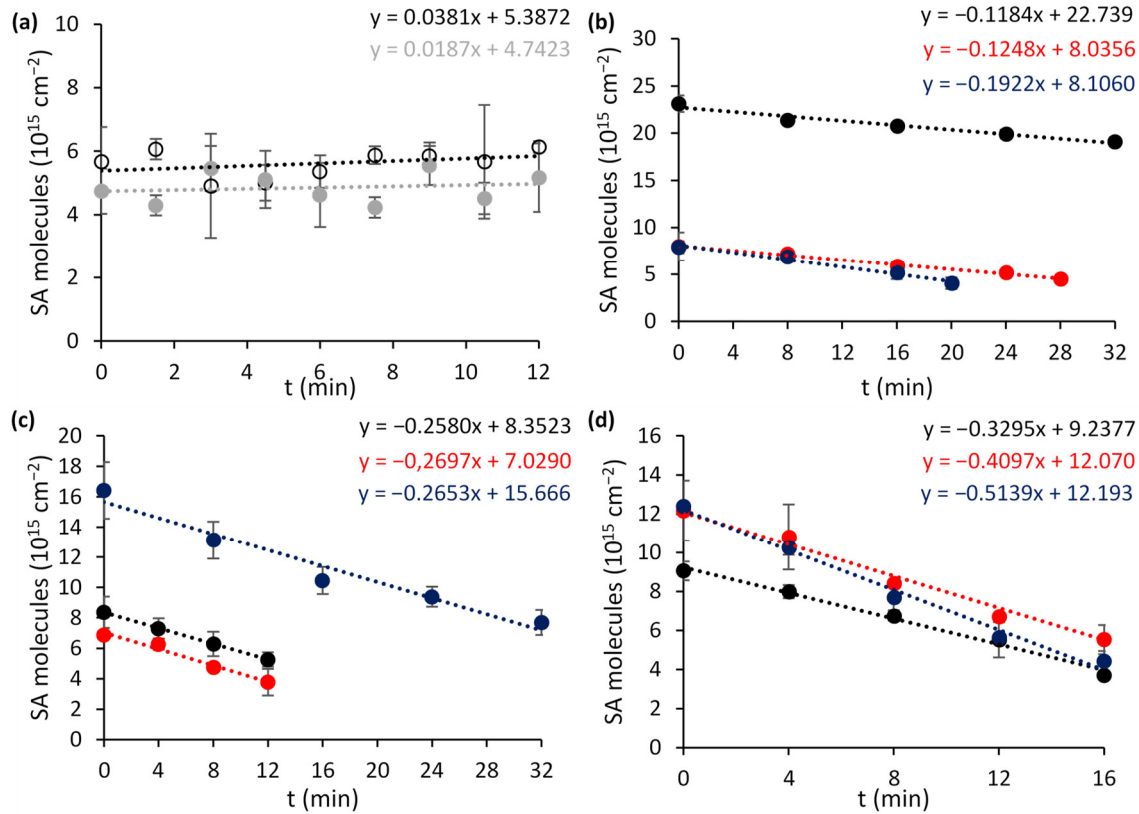 (a)
y = 0.0381x + 5.3872
y = 0.0187x + 4.7423
SA molecules (10¹⁵ cm⁻²)
10
8
6
4
2
0
0 2 4 6 8 10 12
t (min)
(b)
y = −0.1184x + 22.739
y = −0.1248x + 8.0356
y = −0.1922x + 8.1060
SA molecules (10¹⁵ cm⁻²)
30
25
20
15
10
5
0
0 4 8 12 16 20 24 28 32
t (min)
(c)
y = −0.2580x + 8.3523
y = −0,2697x + 7.0290
y = −0.2653x + 15.666
SA molecules (10¹⁵ cm⁻²)
20
18
16
14
12
10
8
6
4
2
0
0 4 8 12 16 20 24 28 32
t (min)
(d)
y = −0.3295x + 9.2377
y = −0.4097x + 12.070
y = −0.5139x + 12.193
SA molecules (10¹⁵ cm⁻²)
16
14
12
10
8
6
4
2
0
0 4 8 12 16
t (min)